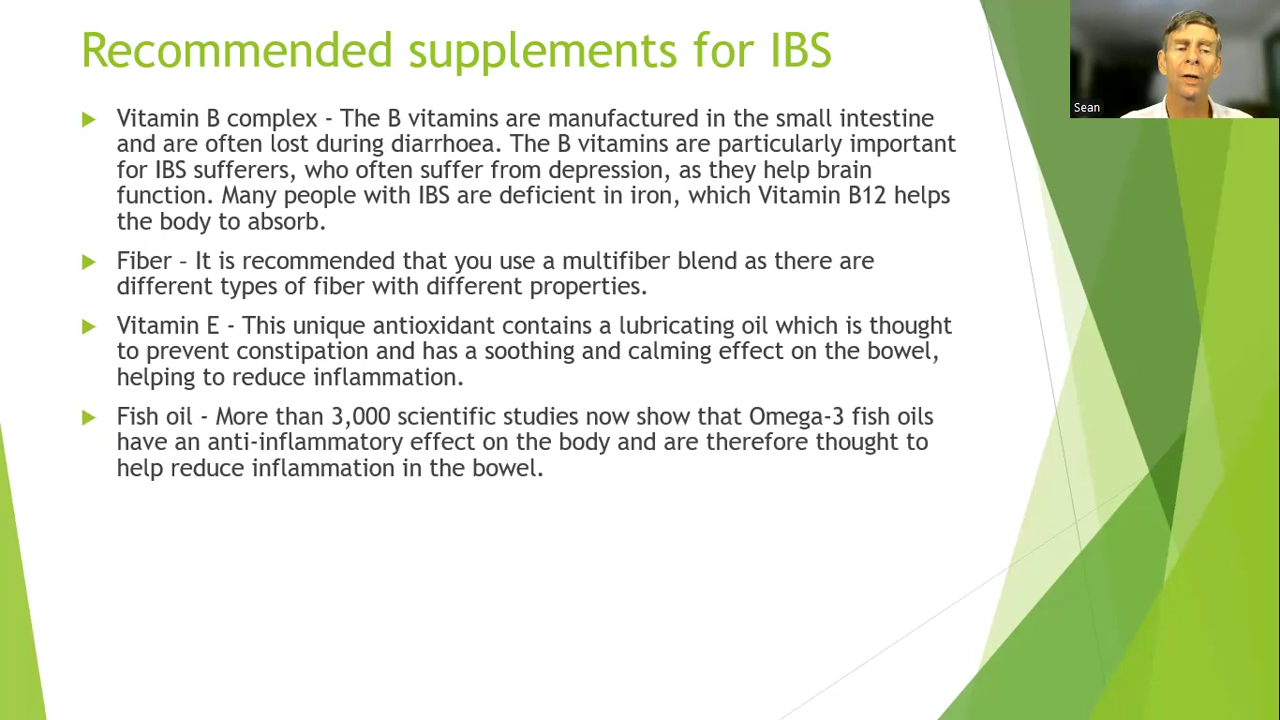 Recommended supplements for IBS
Sean
Vitamin B complex - The B vitamins are manufactured in the small intestine
and are often lost during diarrhoea. The B vitamins are particularly important
for IBS sufferers, who often suffer from depression, as they help brain
function. Many people with IBS are deficient in iron, which Vitamin B12 helps
the body to absorb.
Fiber – It is recommended that you use a multifiber blend as there are
different types of fiber with different properties.
Vitamin E - This unique antioxidant contains a lubricating oil which is thought
to prevent constipation and has a soothing and calming effect on the bowel,
helping to reduce inflammation.
Fish oil - More than 3,000 scientific studies now show that Omega-3 fish oils
have an anti-inflammatory effect on the body and are therefore thought to
help reduce inflammation in the bowel.